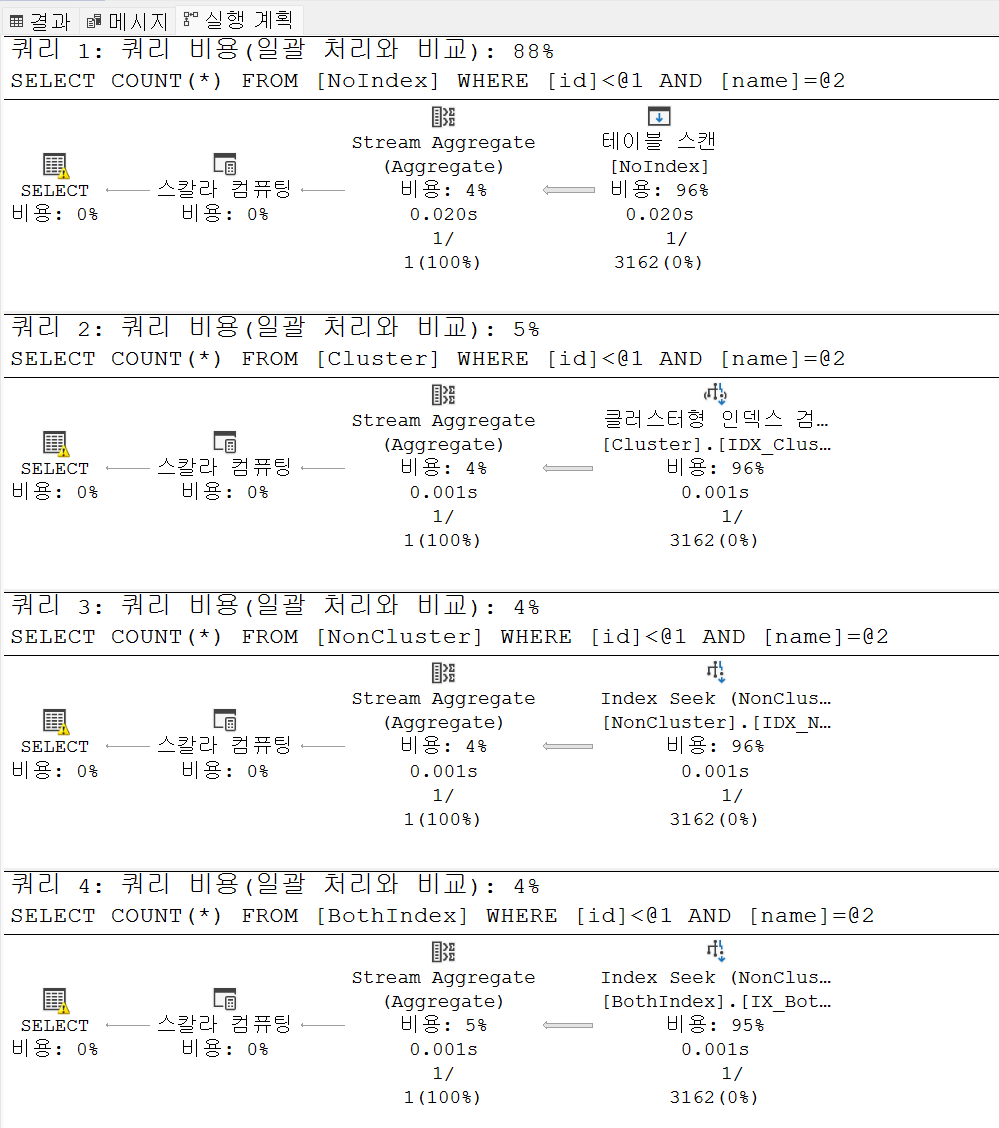 결과 메시지 실행 계획
쿼리 1: 쿼리 비용(일괄 처리와 비교): 88%
SELECT COUNT(*) FROM [NoIndex] WHERE [id]<@1 AND [name]=@2
SELECT
비용: 0%
스칼라 컴퓨팅
비용: 0%
Stream Aggregate
(Aggregate)
비용: 4%
0.020s
1/
1(100%)
테이블 스캔
[NoIndex]
비용: 96%
0.020s
1/
3162(0%)
쿼리 2: 쿼리 비용(일괄 처리와 비교): 5%
SELECT COUNT(*) FROM [Cluster] WHERE [id]<@1 AND [name]=@2
SELECT
비용: 0%
스칼라 컴퓨팅
비용: 0%
Stream Aggregate
(Aggregate)
비용: 4%
0.001s
1/
1(100%)
클러스터형 인덱스 검…
[Cluster].[IDX_Clus…
비용: 96%
0.001s
1/
3162(0%)
쿼리 3: 쿼리 비용(일괄 처리와 비교): 4%
SELECT COUNT(*) FROM [NonCluster] WHERE [id]<@1 AND [name]=@2
SELECT
비용: 0%
스칼라 컴퓨팅
비용: 0%
Stream Aggregate
(Aggregate)
비용: 4%
0.001s
1/
1(100%)
Index Seek (NonClus…
[NonCluster].[IDX_N…
비용: 96%
0.001s
1/
3162(0%)
쿼리 4: 쿼리 비용(일괄 처리와 비교): 4%
SELECT COUNT(*) FROM [BothIndex] WHERE [id]<@1 AND [name]=@2
SELECT
비용: 0%
스칼라 컴퓨팅
비용: 0%
Stream Aggregate
(Aggregate)
비용: 5%
0.001s
1/
1(100%)
Index Seek (NonClus…
[BothIndex].[IX_Bot…
비용: 95%
0.001s
1/
3162(0%)